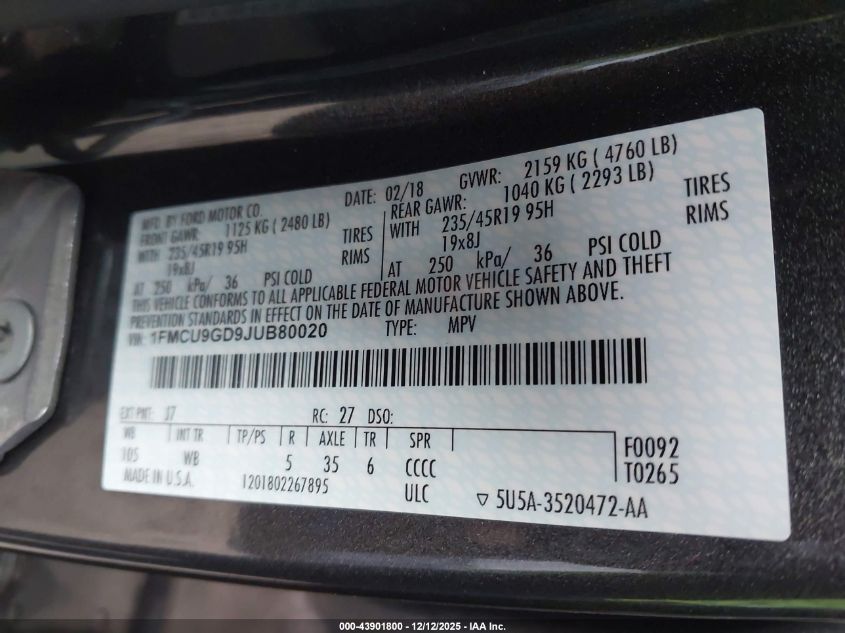 MFD. BY FORD MOTOR CO.
DATE: 02/18 GVWR: 2159 KG ( 4760 LB)
FRONT GAWR: 1125 KG ( 2480 LB) REAR GAWR: 1040 KG ( 2293 LB)
WITH 235/45R19 95H TIRES WITH 235/45R19 95H TIRES
19x8J RIMS 19x8J RIMS
AT 250 kPa/ 36 PSI COLD AT 250 kPa/ 36 PSI COLD
THIS VEHICLE CONFORMS TO ALL APPLICABLE FEDERAL MOTOR VEHICLE SAFETY AND THEFT
PREVENTION STANDARDS IN EFFECT ON THE DATE OF MANUFACTURE SHOWN ABOVE.
VIN: 1FMCU9GD9JUB80020 TYPE: MPV
EXT PNT: J7 RC: 27 DSO:
WB INT TR TP/PS R AXLE TR SPR F0092
105 WB 5 35 6 CCCC T0265
MADE IN U.S.A. 1201802267895 ULC ▽ 5U5A-3520472-AA
000-43901800 - 12/12/2025 - IAA Inc.